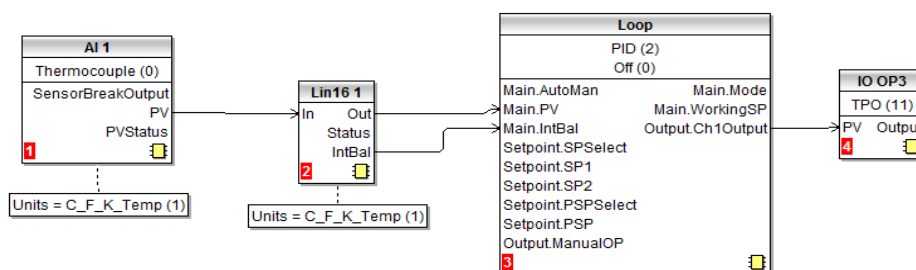 AI 1
Thermocouple (0)
SensorBreakOutput
PV
PVStatus
1
Units = C_F_K_Temp (1)
Lin16 1
In Out
Status
IntBal
2
Units = C_F_K_Temp (1)
Loop
PID (2)
Off (0)
Main.AutoMan Main.Mode
Main.PV Main.WorkingSP
Main.IntBal Output.Ch1Output
Setpoint.SPSelect
Setpoint.SP1
Setpoint.SP2
Setpoint.PSPSelect
Setpoint.PSP
Output.ManualOP
3
IO OP3
TPO (11)
PV Outpu
4